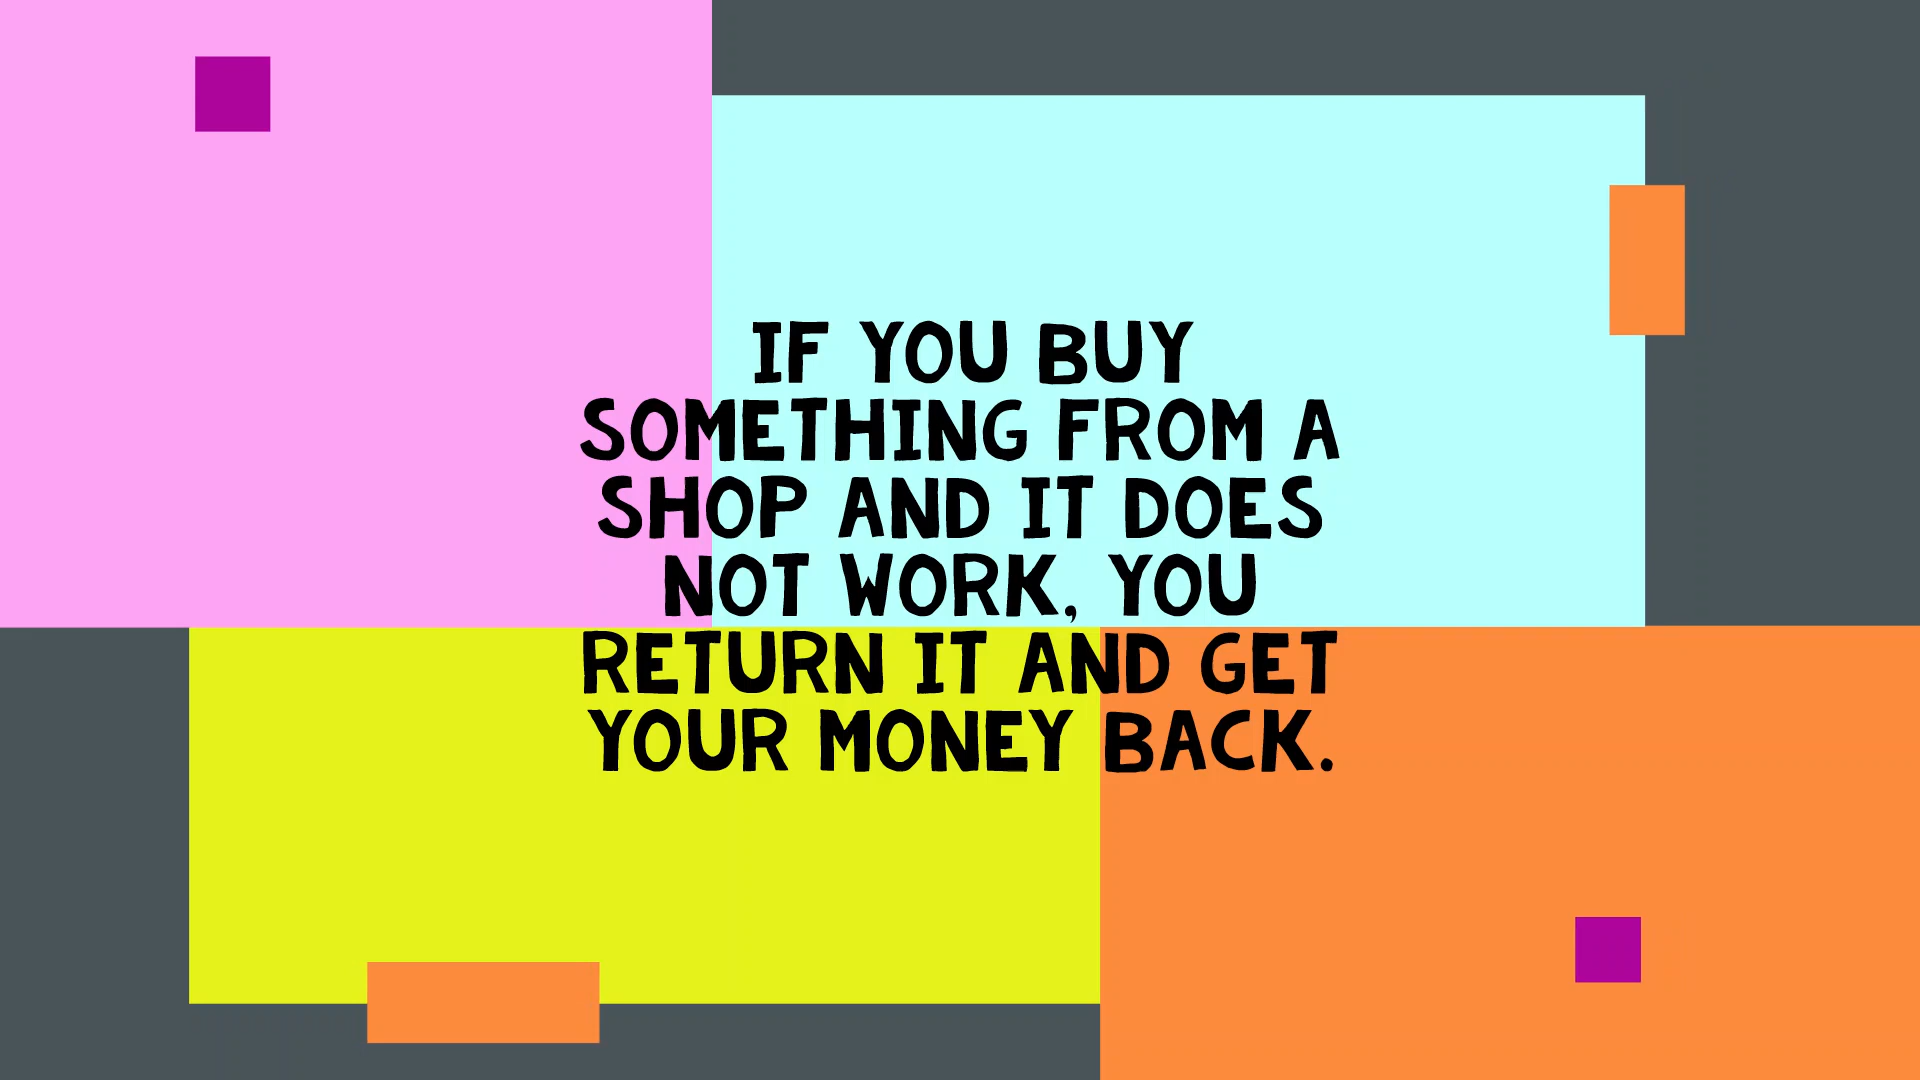 IF YOU BUY
SOMETHING FROM A
SHOP AND IT DOES
NOT WORK, YOU
RETURN IT AND GET
YOUR MONEY BACK.